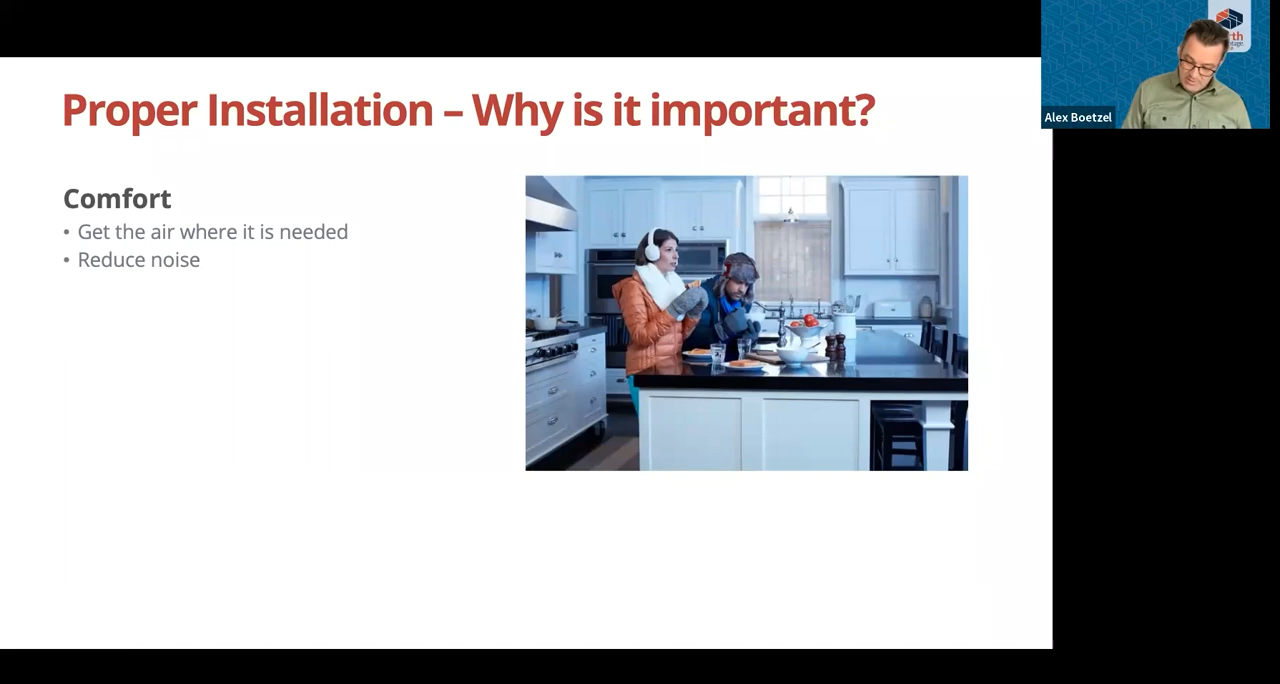 Proper Installation – Why is it important?
Comfort
• Get the air where it is needed
• Reduce noise
Alex Boetzel